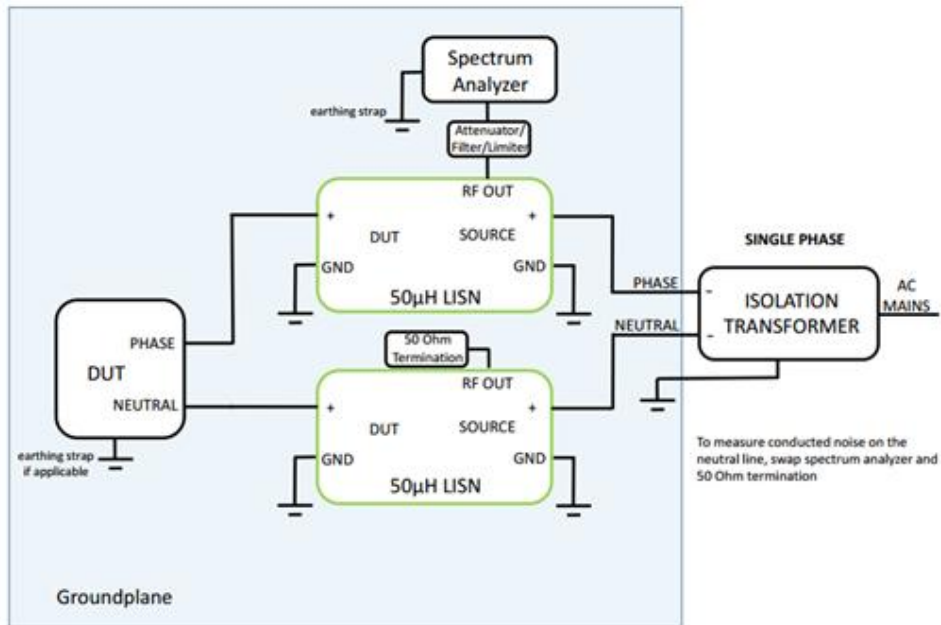 Spectrum
Analyzer
earthing strap
Attenuator/
Filter/Limiter
RF OUT
+
+
DUT
SOURCE
GND
GND
50µH LISN
SINGLE PHASE
PHASE
-
ISOLATION
TRANSFORMER
AC
MAINS
NEUTRAL
-
50 Ohm
Termination
PHASE
DUT
NEUTRAL
earthing strap
if applicable
RF OUT
+
+
DUT
SOURCE
GND
GND
50µH LISN
To measure conducted noise on the
neutral line, swap spectrum analyzer and
50 Ohm termination
Groundplane